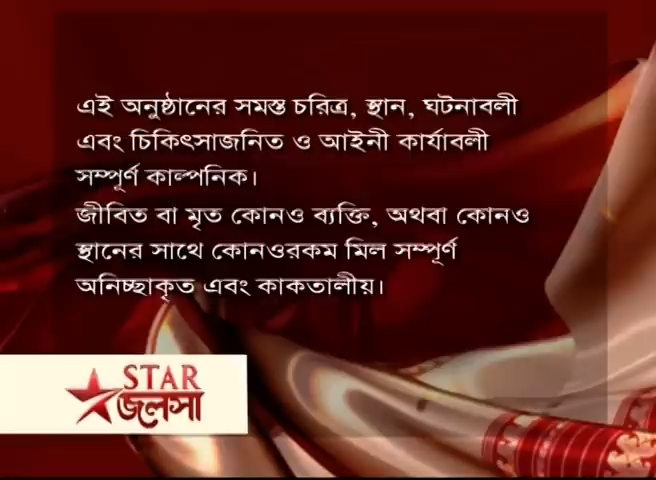 এই অনুষ্ঠানের সমস্ত চরিত্র, স্থান, ঘটনাবলী
এবং চিকিৎসাজনিত ও আইনী কার্যাবলী
সম্পূর্ণ কাল্পনিক।
জীবিত বা মৃত কোনও ব্যক্তি, অথবা কোনও
স্থানের সাথে কোনওরকম মিল সম্পূর্ণ
অনিচ্ছাকৃত এবং কাকতালীয়।
STAR
জলসা